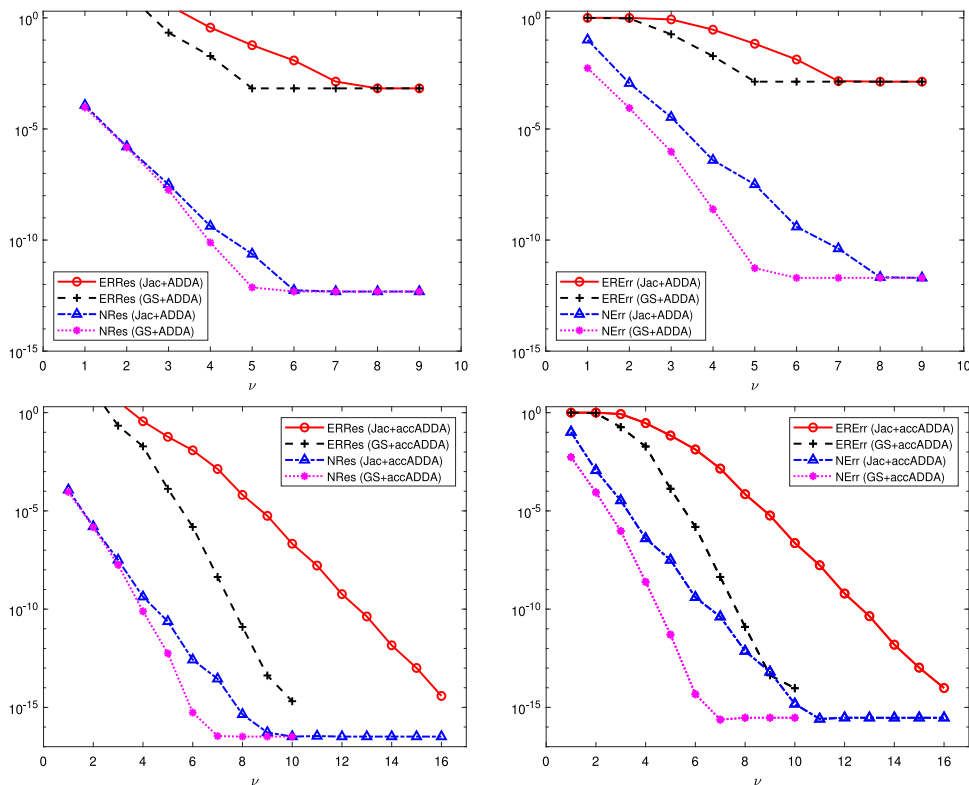 10^0
10^-5
10^-10
10^-15
ERRes (Jac+ADDA)
ERRes (GS+ADDA)
NRes (Jac+ADDA)
NRes (GS+ADDA)
0 1 2 3 4 5 6 7 8 9 10
ν
10^0
10^-5
10^-10
10^-15
ERErr (Jac+ADDA)
ERErr (GS+ADDA)
NErr (Jac+ADDA)
NErr (GS+ADDA)
0 1 2 3 4 5 6 7 8 9 10
ν
10^0
10^-5
10^-10
10^-15
ERRes (Jac+accADDA)
ERRes (GS+accADDA)
NRes (Jac+accADDA)
NRes (GS+accADDA)
0 2 4 6 8 10 12 14 16
ν
10^0
10^-5
10^-10
10^-15
ERErr (Jac+accADDA)
ERErr (GS+accADDA)
NErr (Jac+accADDA)
NErr (GS+accADDA)
0 2 4 6 8 10 12 14 16
ν